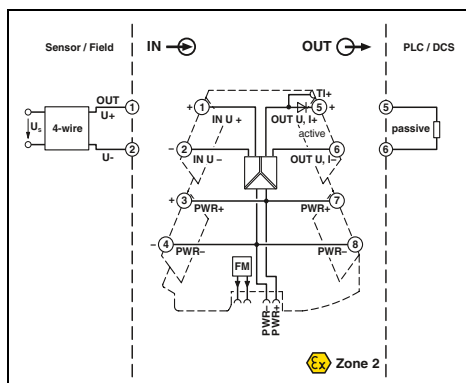 Sensor / Field IN OUT PLC / DCS
OUT
U+
1
4-wire
Us
U-
2
+ 1
IN U +
− 2
IN U −
+ 3
PWR+
− 4
PWR−
TI+
5 +
OUT U, I+
active
6
OUT U, I−
7
PWR+
8
PWR−
FM
PWR−
PWR+
5
passive
6
Ex Zone 2